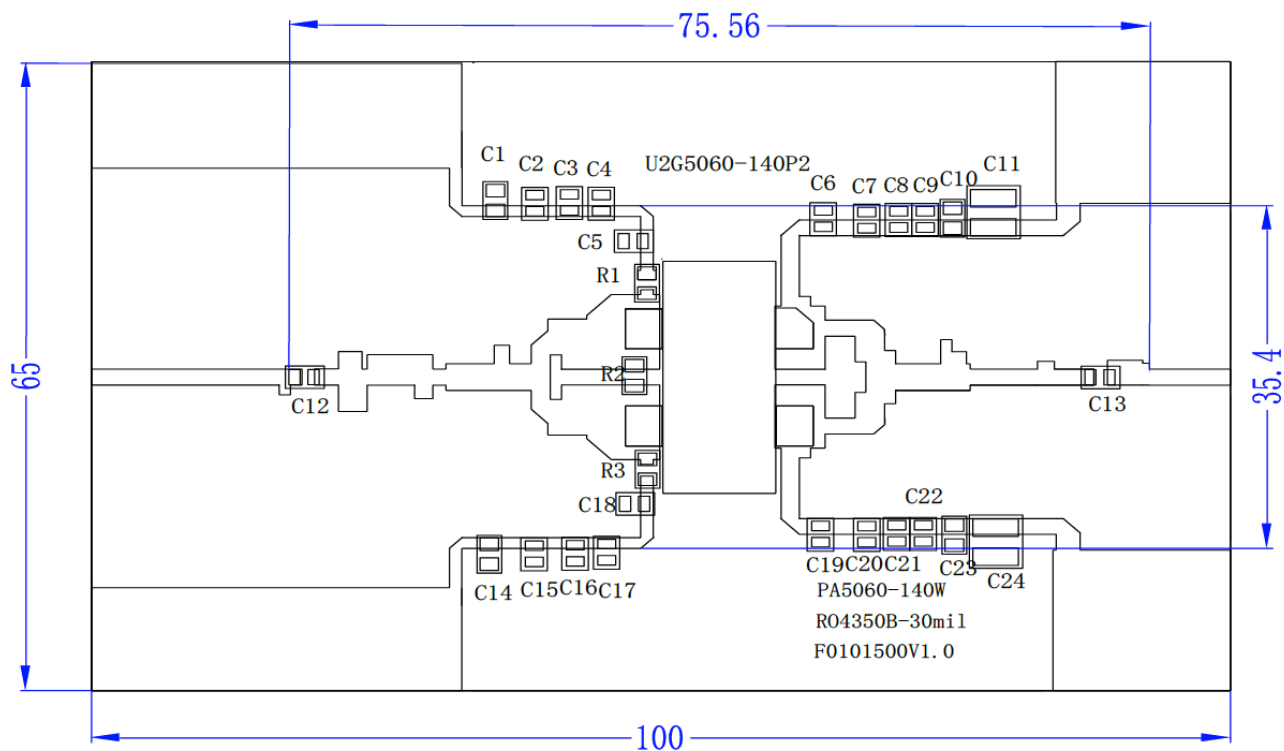 75.56
C1
C2
C3
C4
U2G5060-140P2
C6
C7
C8
C9
C10
C11
C5
R1
65
R2
C12
C13
35.4
R3
C18
C22
C14
C15
C16
C17
C19
C20
C21
C23
C24
PA5060-140W
RO4350B-30mil
F0101500V1.0
100